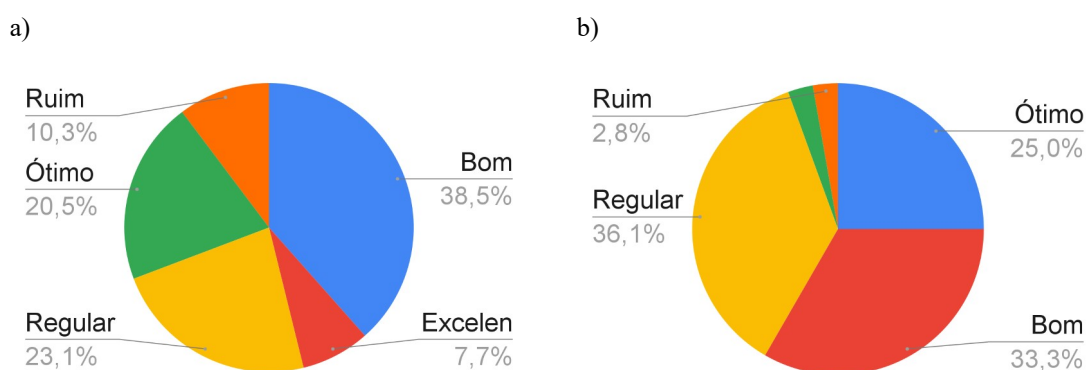 a)
Ruim
10,3%
Ótimo
20,5%
Regular
23,1%
Bom
38,5%
Excelen
7,7%
b)
Ruim
2,8%
Regular
36,1%
Ótimo
25,0%
Bom
33,3%